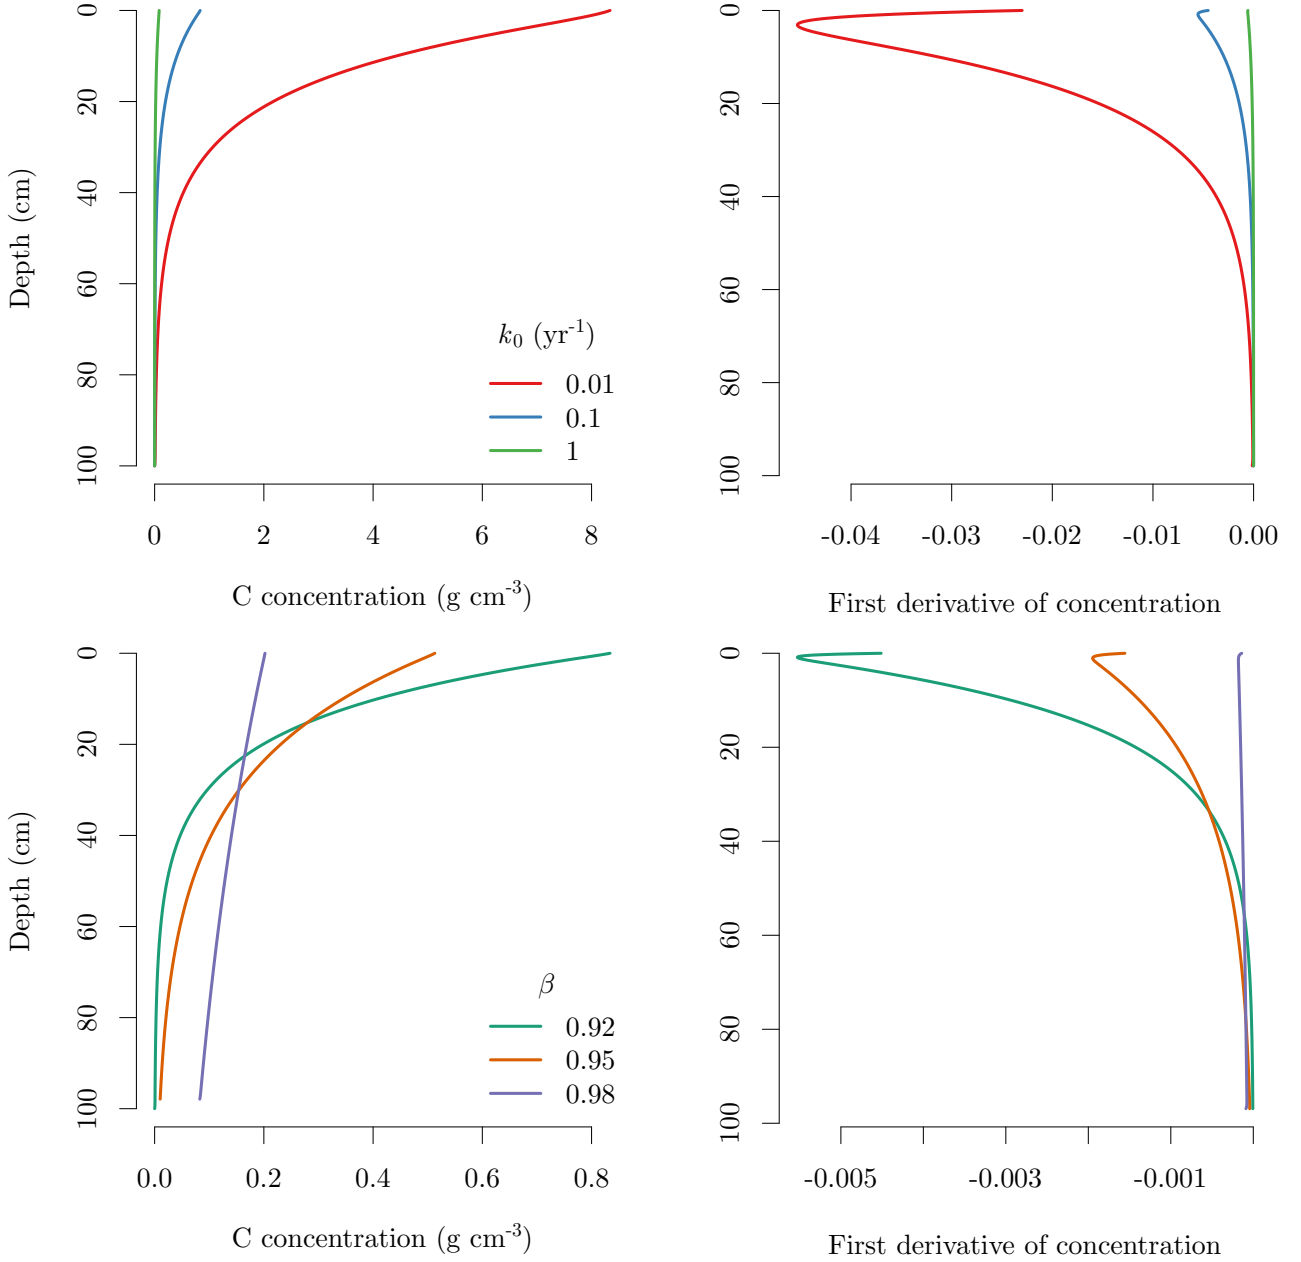 0
20
40
60
80
100
Depth (cm)
k₀ (yr⁻¹)
0.01
0.1
1
0 2 4 6 8
C concentration (g cm⁻³)
0
20
40
60
80
100
-0.04 -0.03 -0.02 -0.01 0.00
First derivative of concentration
0
20
40
60
80
100
Depth (cm)
β
0.92
0.95
0.98
0.0 0.2 0.4 0.6 0.8
C concentration (g cm⁻³)
0
20
40
60
80
100
-0.005 -0.003 -0.001
First derivative of concentration